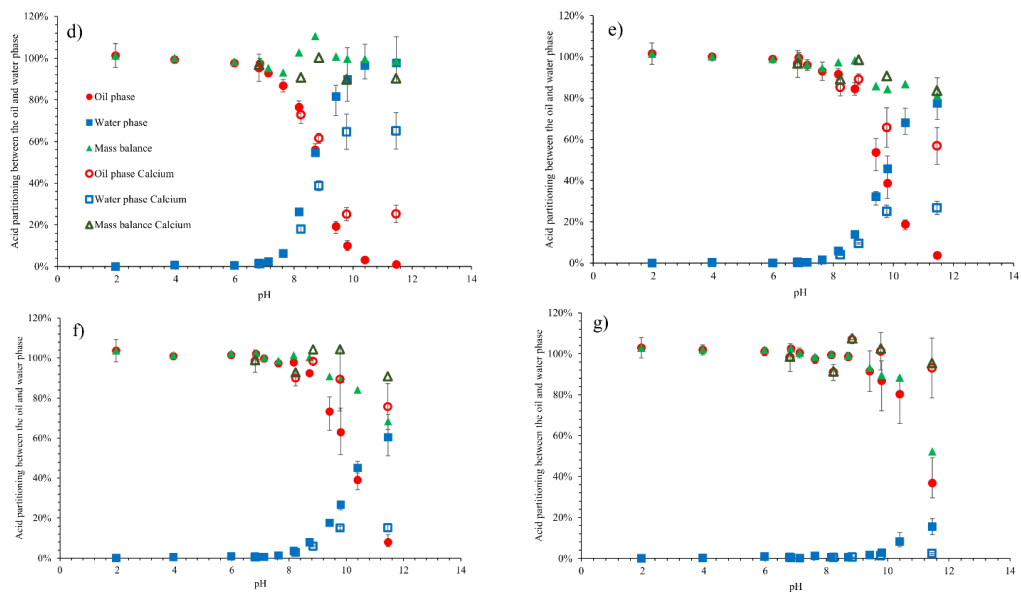 d)
Acid partitioning between the oil and water phase
120%
100%
80%
60%
40%
20%
0%
Oil phase
Water phase
Mass balance
Oil phase Calcium
Water phase Calcium
Mass balance Calcium
0 2 4 6 8 10 12 14
pH
e)
Acid partitioning between the oil and water phase
120%
100%
80%
60%
40%
20%
0%
0 2 4 6 8 10 12 14
pH
f)
Acid partitioning between the oil and water phase
120%
100%
80%
60%
40%
20%
0%
0 2 4 6 8 10 12 14
pH
g)
Acid partitioning between the oil and water phase
120%
100%
80%
60%
40%
20%
0%
0 2 4 6 8 10 12 14
pH